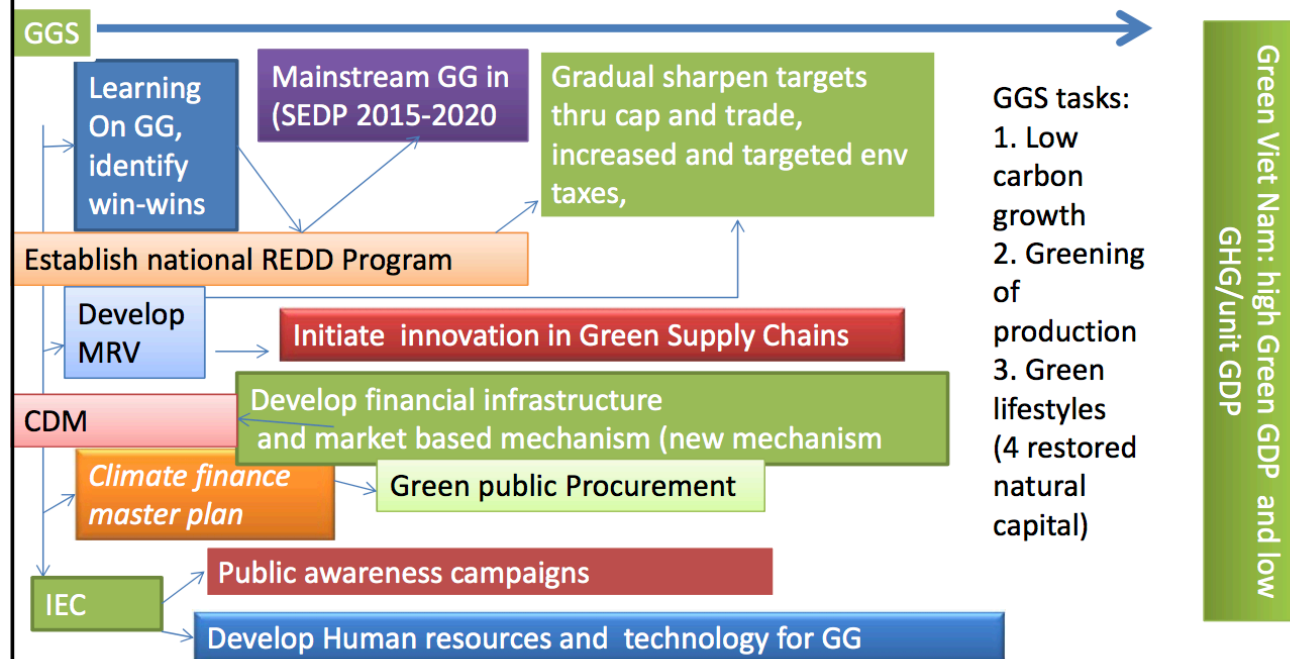 GGS
Learning
On GG,
identify
win-wins
Mainstream GG in
(SEDP 2015-2020
Gradual sharpen targets
thru cap and trade,
increased and targeted env
taxes,
Establish national REDD Program
Develop
MRV
Initiate  innovation in Green Supply Chains
CDM
Develop financial infrastructure
and market based mechanism (new mechanism
Climate finance
master plan
Green public Procurement
IEC
Public awareness campaigns
Develop Human resources and  technology for GG
GGS tasks:
1. Low
carbon
growth
2. Greening
of
production
3. Green
lifestyles
(4 restored
natural
capital)
Green Viet Nam: high Green GDP  and low
GHG/unit GDP